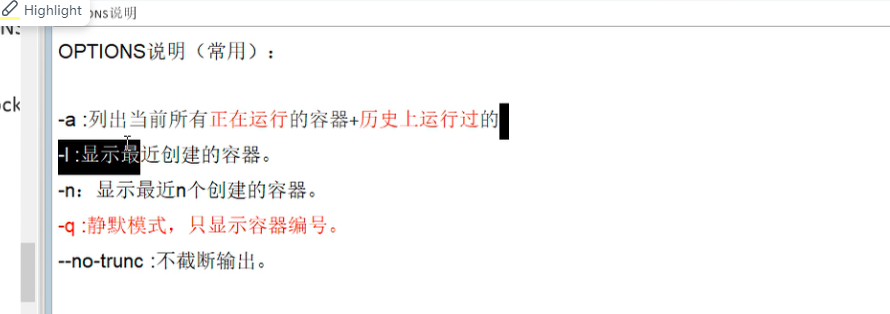 Highlight
ONS说明
OPTIONS说明（常用）：
ock
-a :列出当前所有正在运行的容器+历史上运行过的
-l :显示最近创建的容器。
-n：显示最近n个创建的容器。
-q :静默模式，只显示容器编号。
--no-trunc :不截断输出。